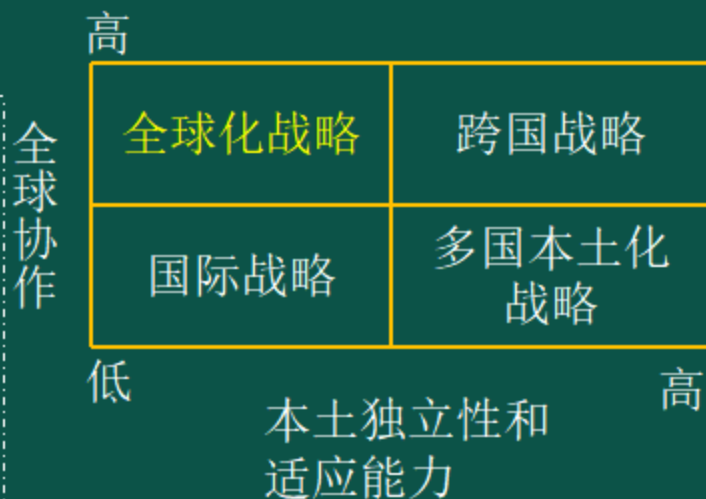 高
全球协作
全球化战略
跨国战略
国际战略
多国本土化
战略
低
高
本土独立性和
适应能力